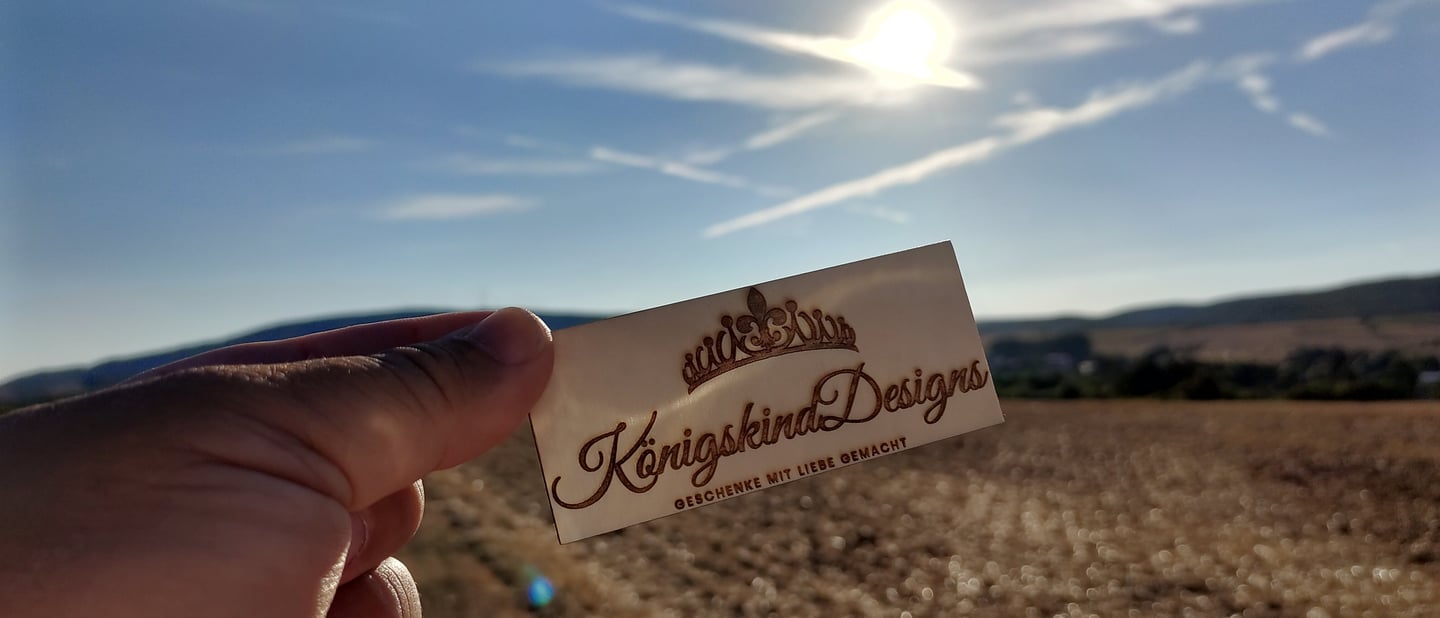 KönigskindDesigns
GESCHENKE MIT LIEBE GEMACHT